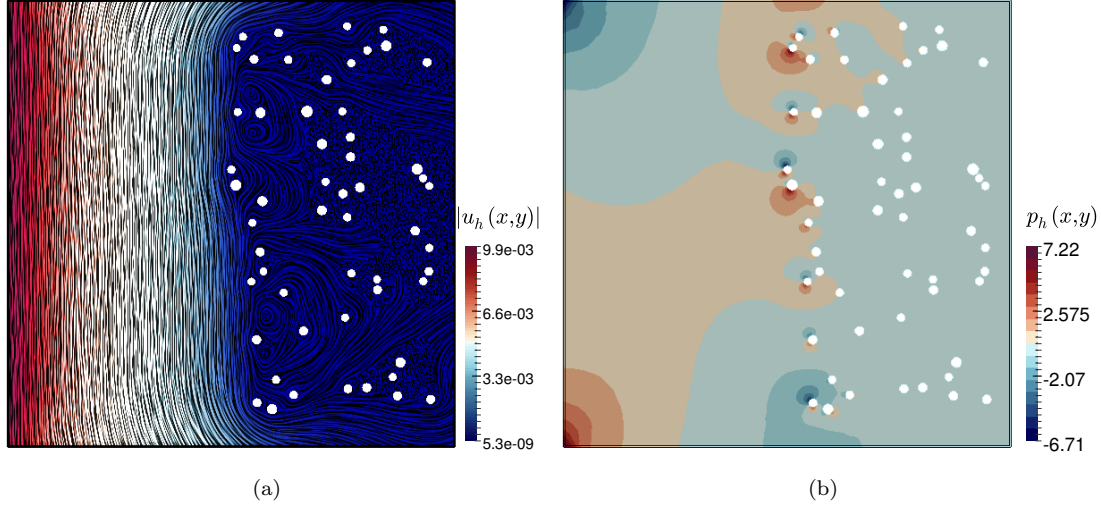 |u_h (x,y)|
9.9e-03
6.6e-03
3.3e-03
5.3e-09
(a)
p_h (x,y)
7.22
2.575
-2.07
-6.71
(b)